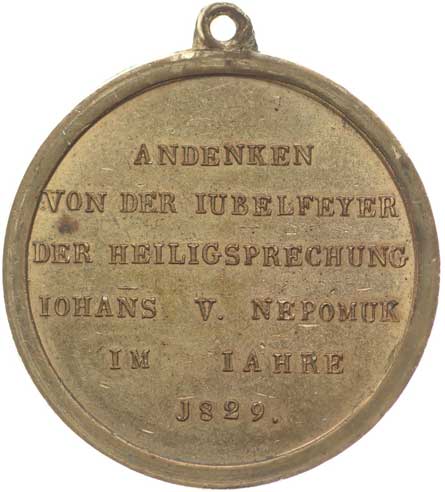 ANDENKEN
VON DER IUBELFEYER
DER HEILIGSPRECHUNG
IOHANS V. NEPOMUK
IM IAHRE
J829.